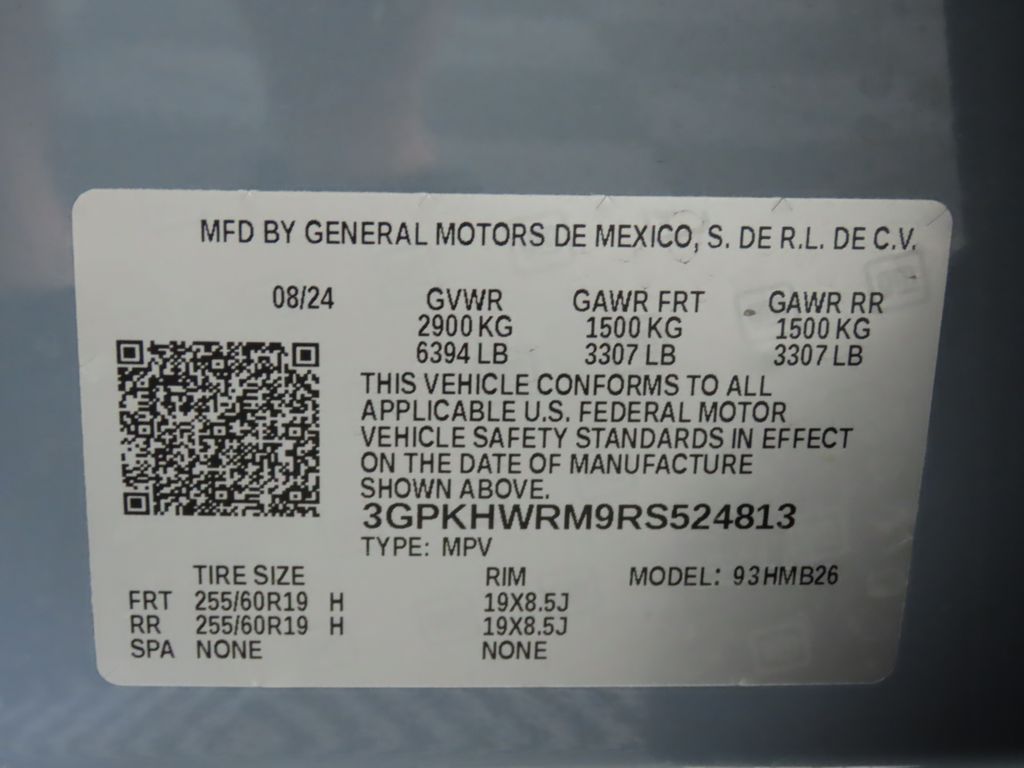 MFD BY GENERAL MOTORS DE MEXICO, S. DE R.L. DE C.V.
08/24 GVWR GAWR FRT GAWR RR
2900 KG 1500 KG 1500 KG
6394 LB 3307 LB 3307 LB
THIS VEHICLE CONFORMS TO ALL
APPLICABLE U.S. FEDERAL MOTOR
VEHICLE SAFETY STANDARDS IN EFFECT
ON THE DATE OF MANUFACTURE
SHOWN ABOVE.
3GPKHWRM9RS524813
TYPE: MPV
TIRE SIZE RIM MODEL: 93HMB26
FRT 255/60R19 H 19X8.5J
RR 255/60R19 H 19X8.5J
SPA NONE NONE